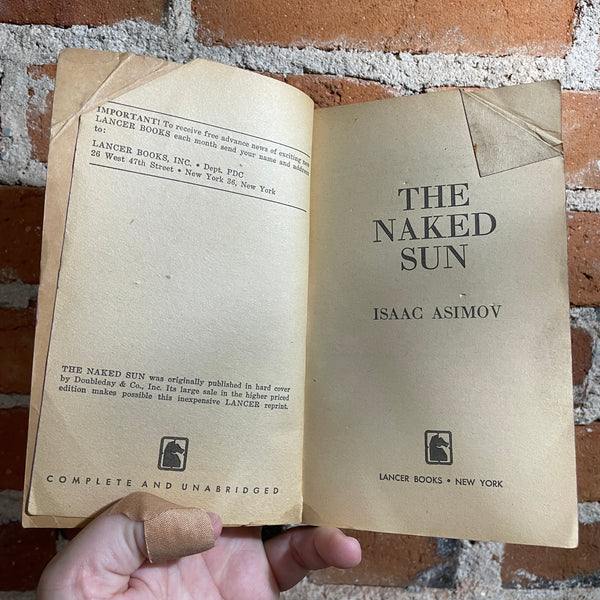 IMPORTANT! To receive free advance news of exciting new
LANCER BOOKS each month send your name and address
to:
LANCER BOOKS, INC. • Dept. PDC
26 West 47th Street • New York 36, New York
THE NAKED SUN was originally published in hard cover
by Doubleday & Co., Inc. Its large sale in the higher priced
edition makes possible this inexpensive LANCER reprint.
COMPLETE AND UNABRIDGED
THE
NAKED
SUN
ISAAC ASIMOV
LANCER BOOKS • NEW YORK